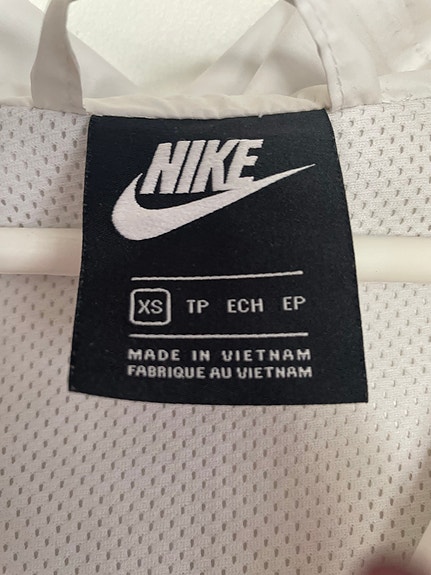 NIKE
XS TP ECH EP
MADE IN VIETNAM
FABRIQUE AU VIETNAM